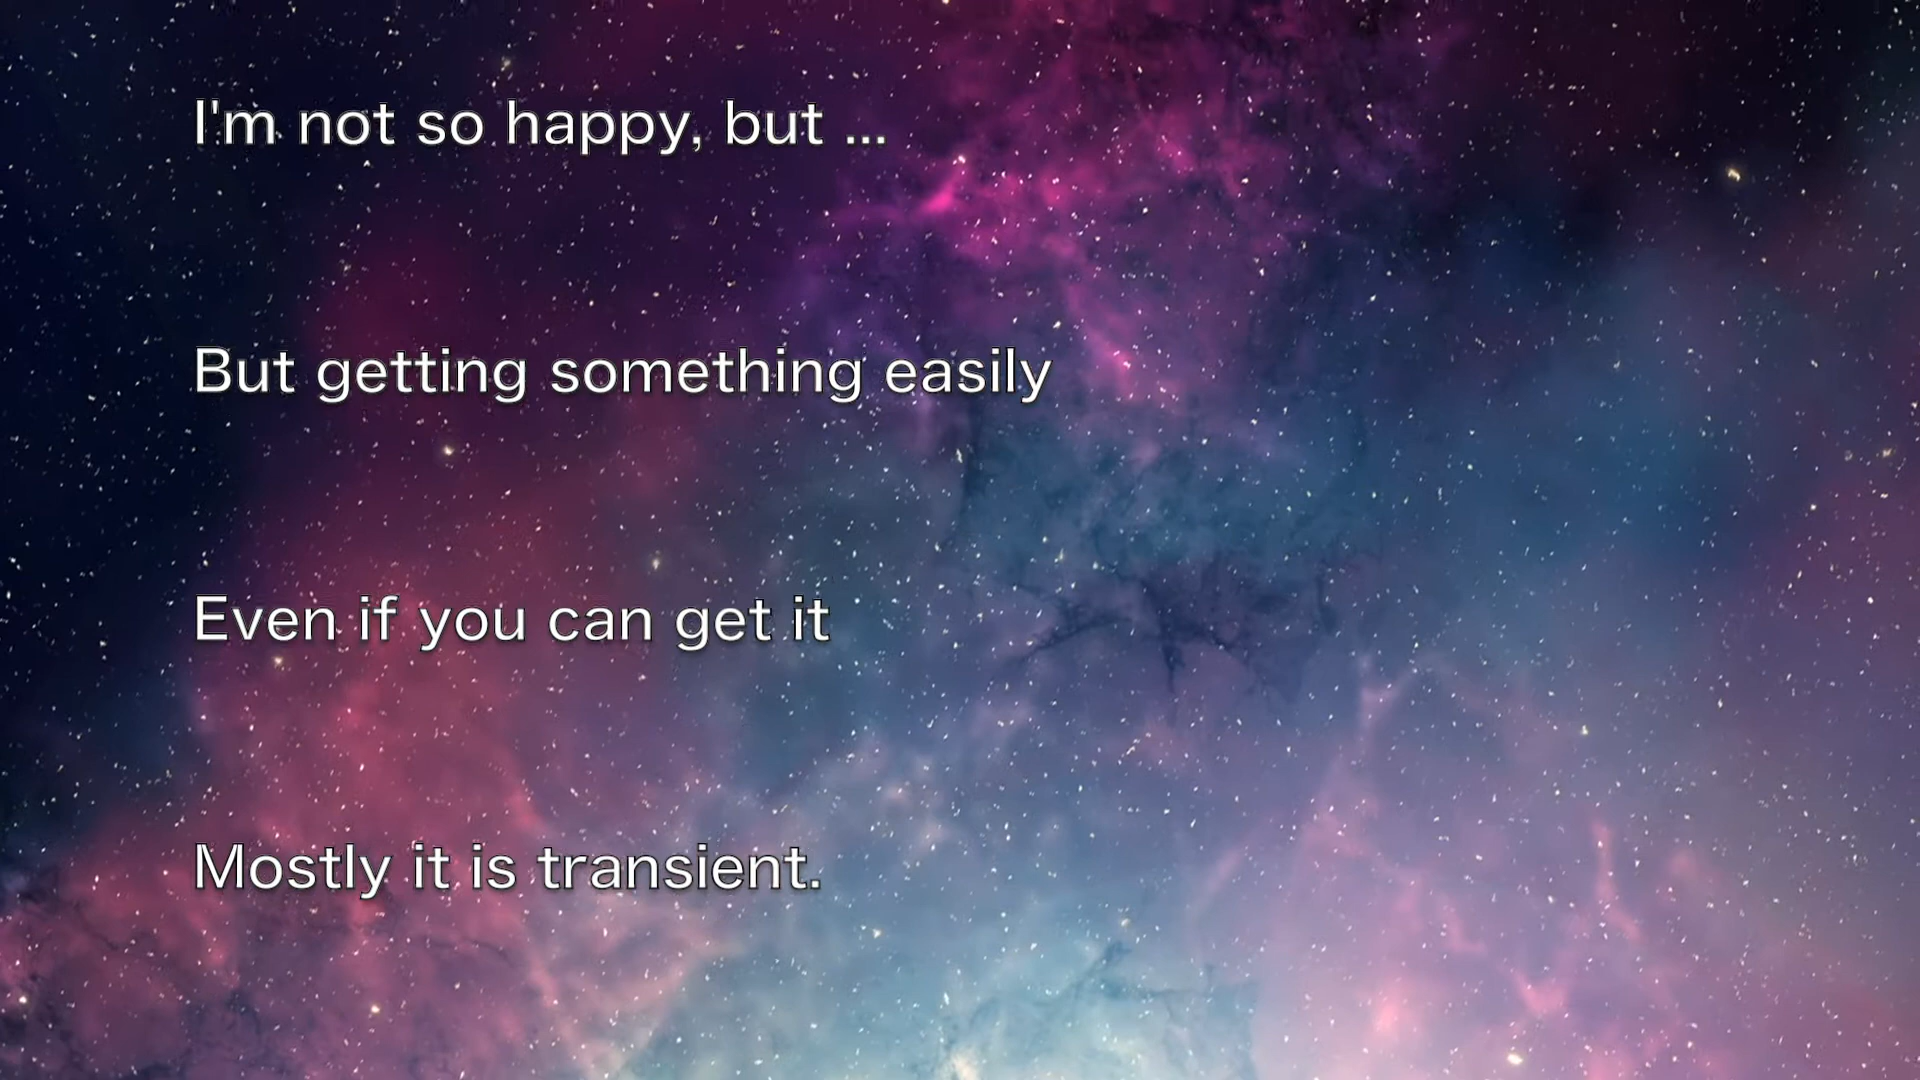 I'm not so happy, but ...
But getting something easily
Even if you can get it
Mostly it is transient.